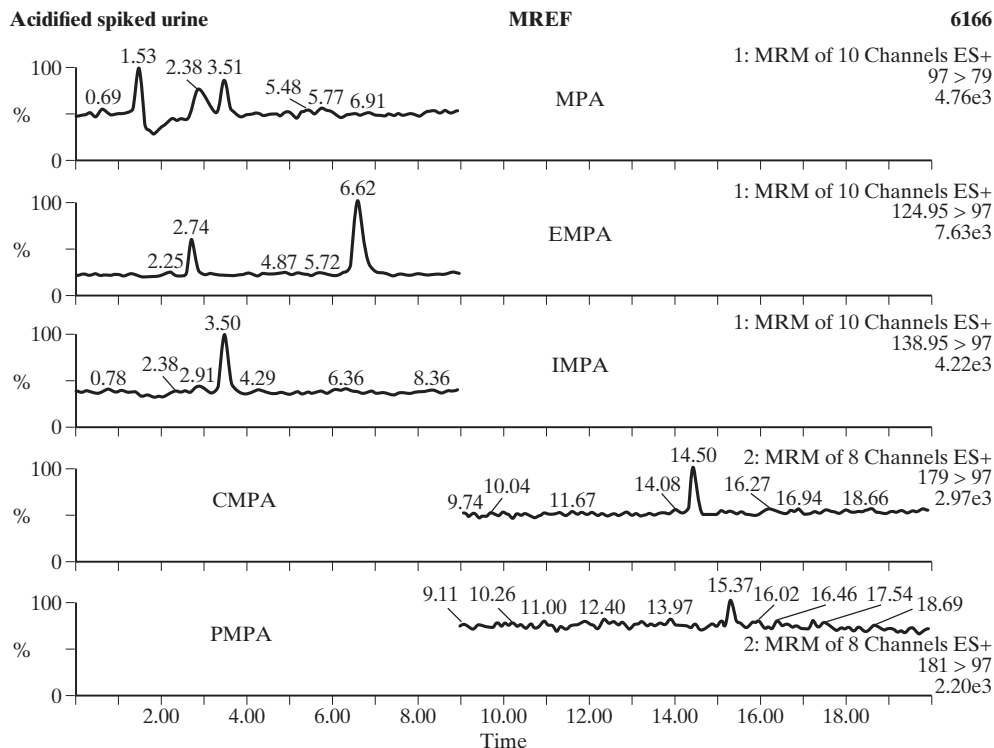 Acidified spiked urine MREF 6166
1: MRM of 10 Channels ES+
97 > 79
4.76e3
MPA
100
%
0
0.69 1.53 2.38 3.51 5.48 5.77 6.91
1: MRM of 10 Channels ES+
124.95 > 97
7.63e3
EMPA
100
%
0
2.25 2.74 4.87 5.72 6.62
1: MRM of 10 Channels ES+
138.95 > 97
4.22e3
IMPA
100
%
0
0.78 2.38 2.91 3.50 4.29 6.36 8.36
2: MRM of 8 Channels ES+
179 > 97
2.97e3
CMPA
100
%
0
9.74 10.04 11.67 14.08 14.50 16.27 16.94 18.66
PMPA
100
%
0
9.11 10.26 11.00 12.40 13.97 15.37 16.02 16.46 17.54 18.69
2: MRM of 8 Channels ES+
181 > 97
2.20e3
2.00 4.00 6.00 8.00 10.00 12.00 14.00 16.00 18.00
Time